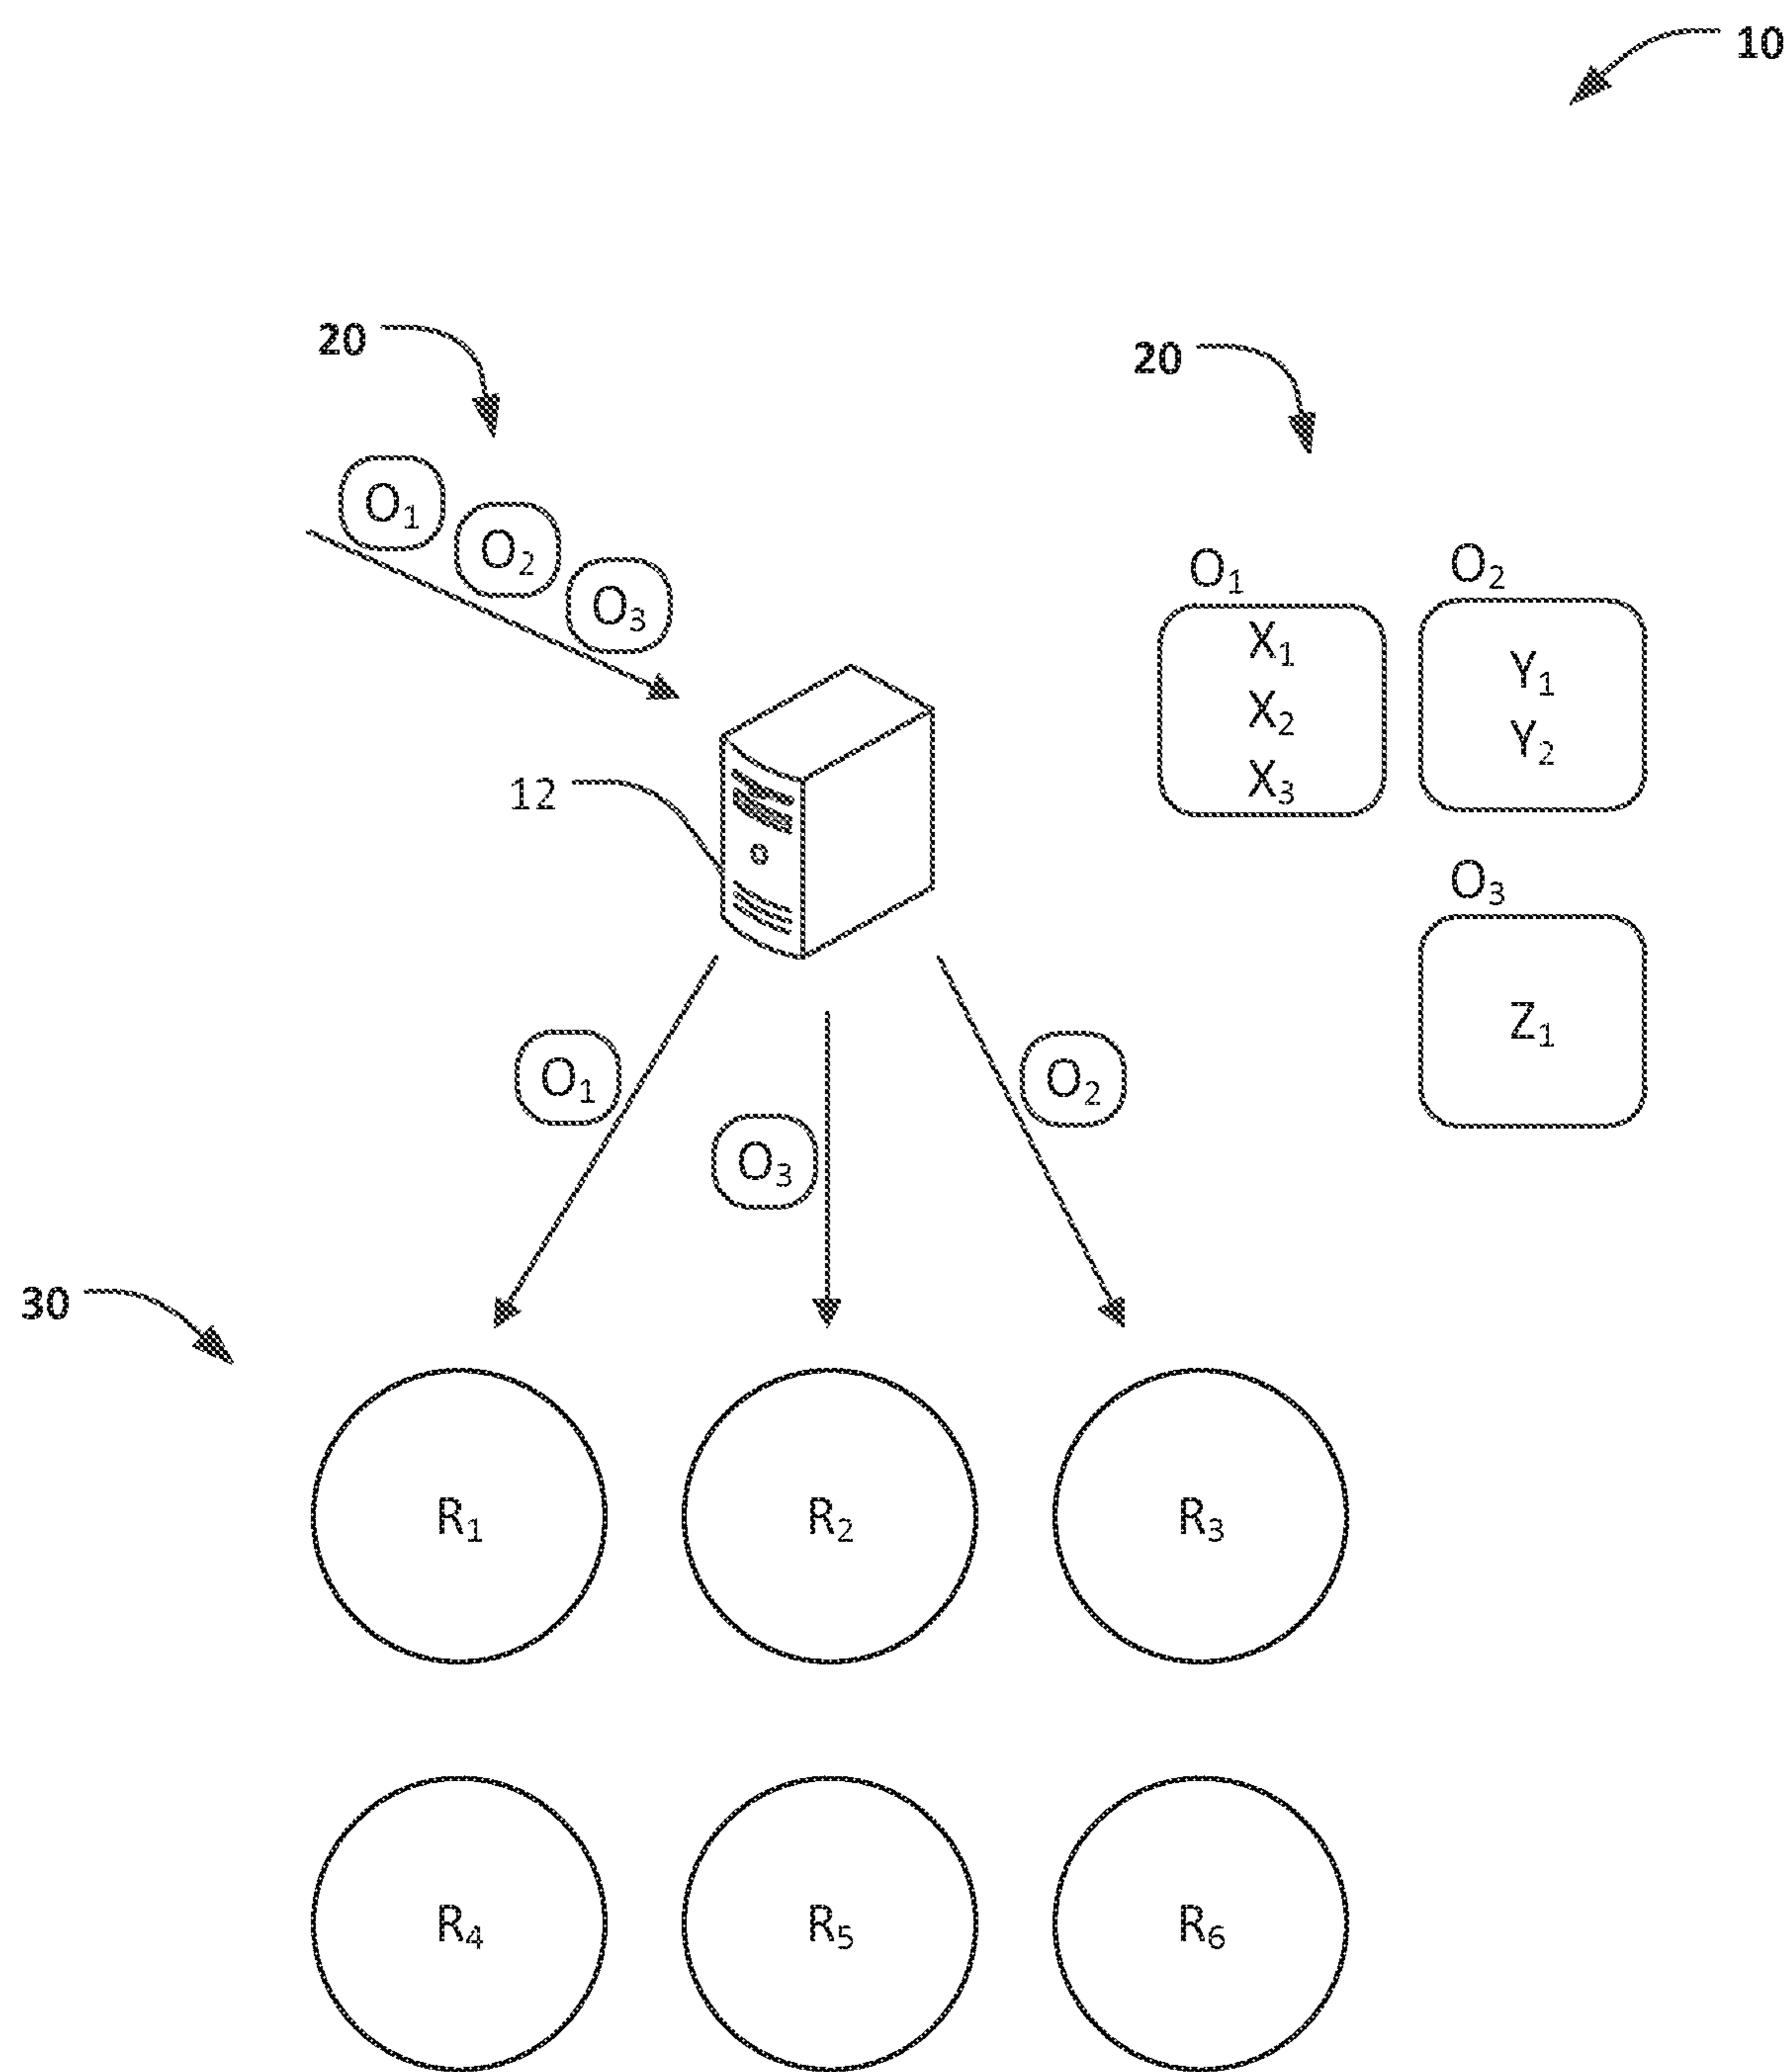 10
20
20
O₁
O₂
O₃
O₁
O₂
X₁
X₂
X₃
Y₁
Y₂
12
O₃
Z₁
O₁
O₂
O₃
30
R₁
R₂
R₃
R₄
R₅
R₆